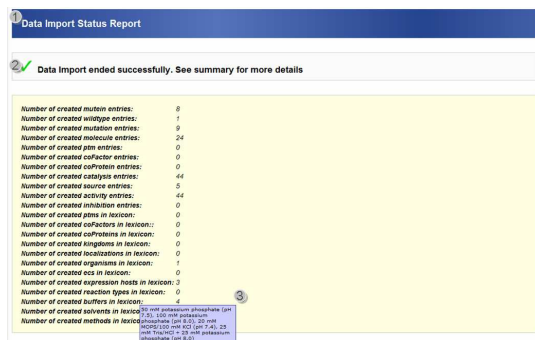 1
Data Import Status Report
2
Data Import ended successfully. See summary for more details
Number of created mutein entries: 8
Number of created wildtype entries: 1
Number of created mutation entries: 9
Number of created molecule entries: 24
Number of created ptm entries: 0
Number of created coFactor entries: 0
Number of created coProtein entries: 0
Number of created catalysis entries: 44
Number of created source entries: 5
Number of created activity entries: 44
Number of created inhibition entries: 0
Number of created ptms in lexicon: 0
Number of created coFactors in lexicon:: 0
Number of created coProteins in lexicon: 0
Number of created kingdoms in lexicon: 0
Number of created localizations in lexicon: 0
Number of created organisms in lexicon: 1
Number of created ecs in lexicon: 0
Number of created expression hosts in lexicon: 3
Number of created reaction types in lexicon: 0
Number of created buffers in lexicon: 4
3
Number of created solvents in lexico
Number of created methods in lexico
50 mM potassium phosphate (pH
7.5), 100 mM potassium
phosphate (pH 8.0), 20 mM
MOPS/100 mM KCl (pH 7.4), 25
mM Tris/HCl + 25 mM potassium
phosphate (pH 8.0)